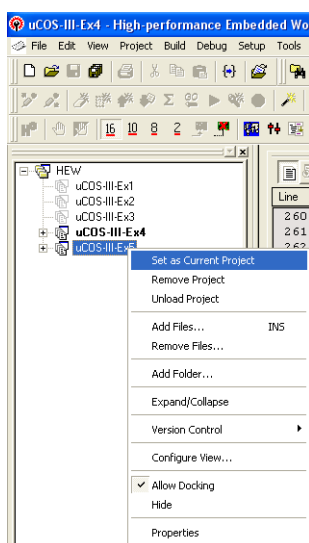 uCOS-III-Ex4 - High-performance Embedded Wo
File Edit View Project Build Debug Setup Tools
16 10 8 2
HEW
uCOS-III-Ex1
uCOS-III-Ex2
uCOS-III-Ex3
uCOS-III-Ex4
uCOS-III-Ex5
Line
260
261
262
Set as Current Project
Remove Project
Unload Project
Add Files... INS
Remove Files...
Add Folder...
Expand/Collapse
Version Control
Configure View...
Allow Docking
Hide
Properties